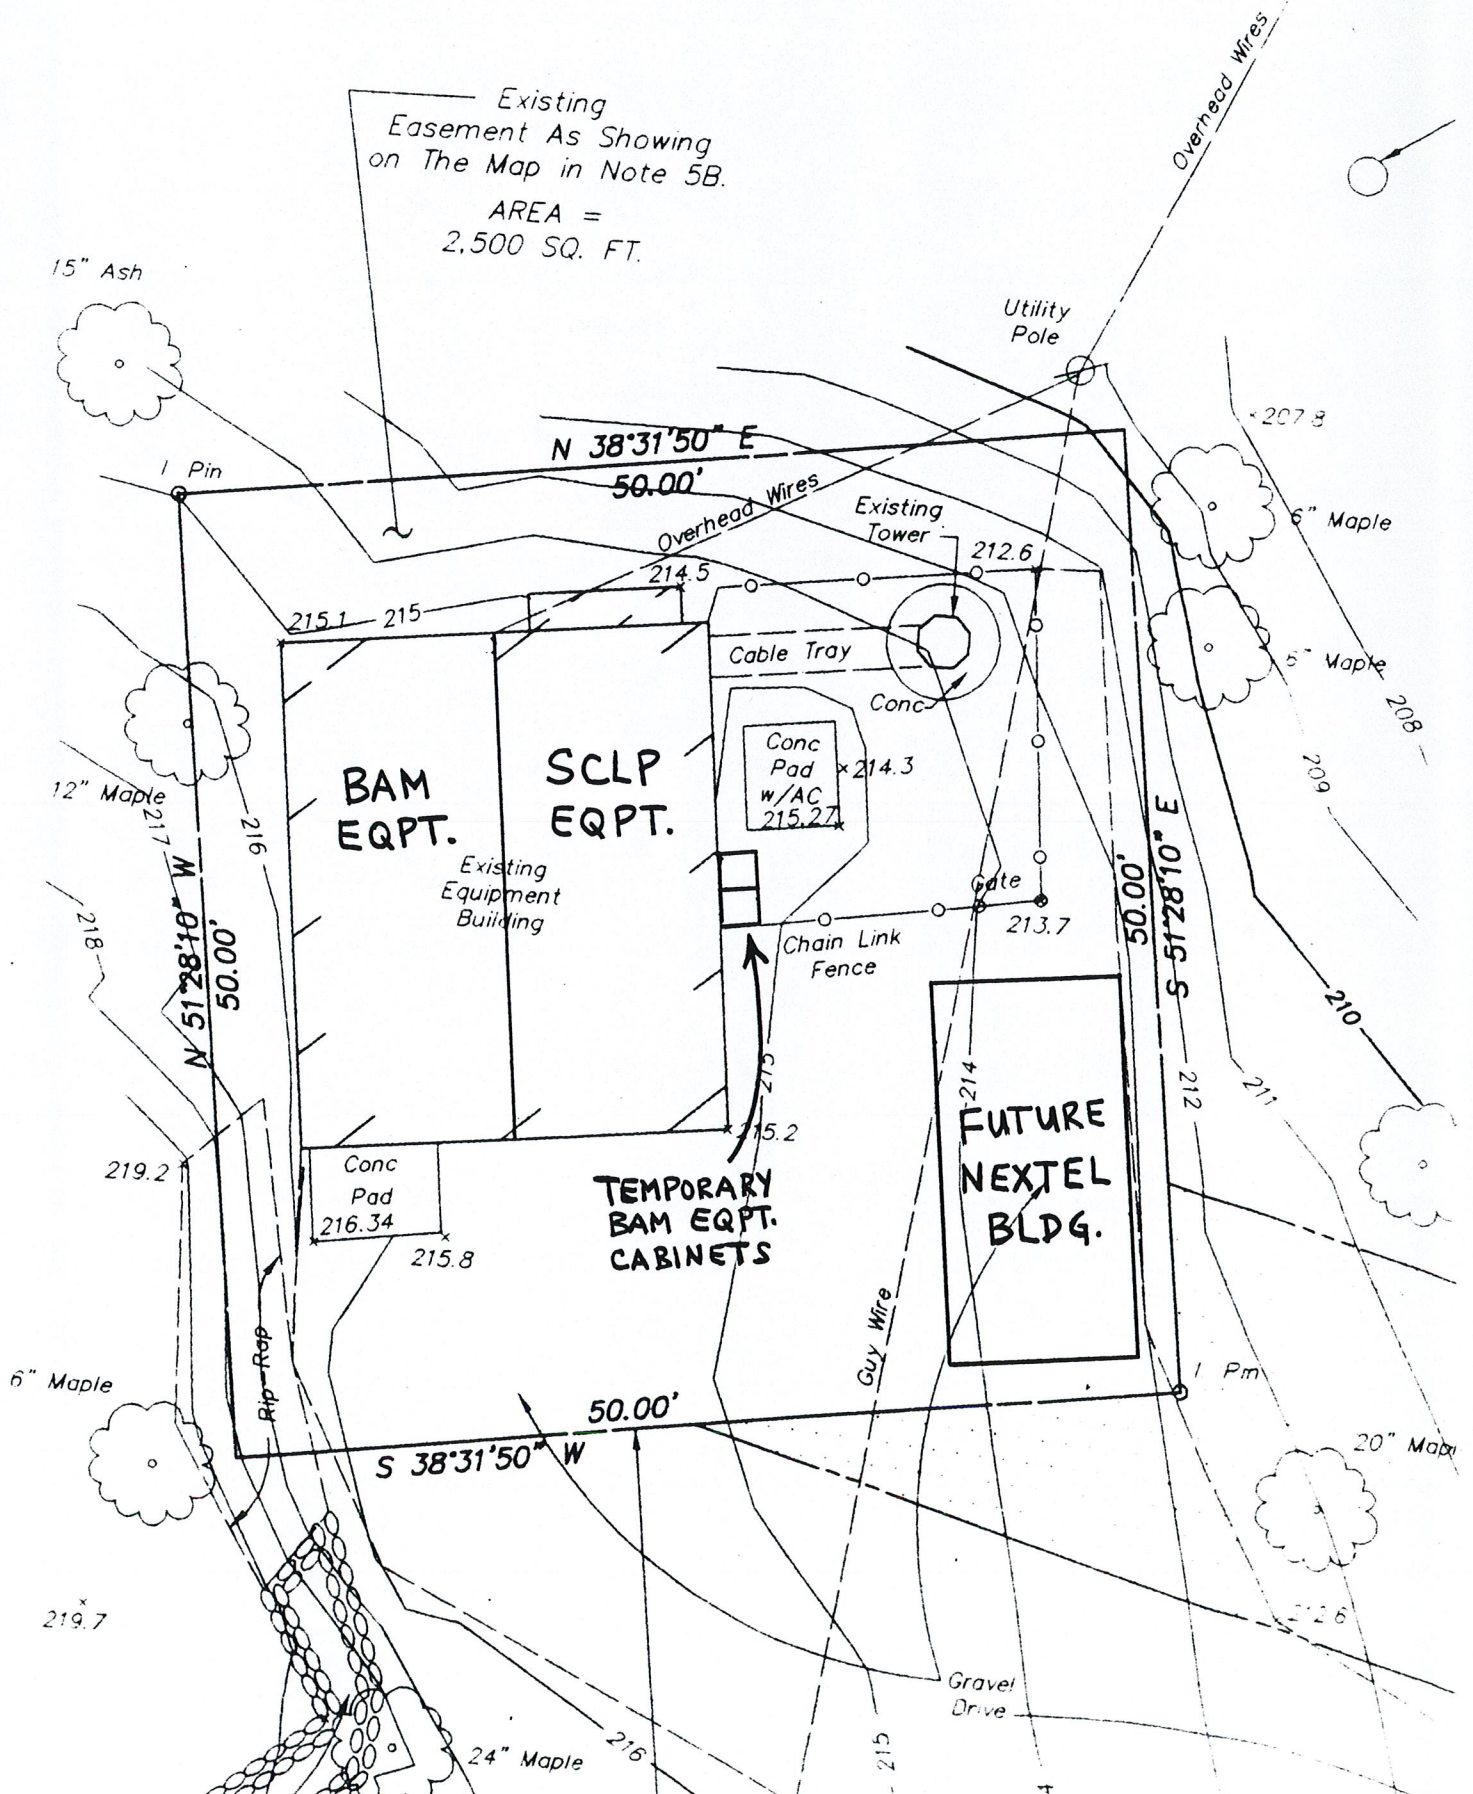 Overhead Wires
Existing
Easement As Showing
on The Map in Note 5B.
AREA =
2,500 SQ. FT.
15" Ash
Utility
Pole
207.8
N 38°31'50" E
50.00'
I Pin
Overhead Wires
Existing
Tower
6" Maple
212.6
214.5
215.1
215
Cable Tray
6" Maple
Conc
208
209
Conc
Pad
w/AC
215.27
214.3
BAM
EQPT.
SCLP
EQPT.
12" Maple
217
216
Existing
Equipment
Building
Gate
213.7
Chain Link
Fence
218
N 51°28'10" W
50.00'
50.00'
S 51°28'10" E
210
215
214
212
211
215.2
FUTURE
NEXTEL
BLDG.
219.2
Conc
Pad
216.34
215.8
TEMPORARY
BAM EQPT.
CABINETS
Guy Wire
Rip-Rap
6" Maple
I Pin
50.00'
S 38°31'50" W
20" Mapl
219.7
212.6
Gravel
Drive
24" Maple
216
215
4